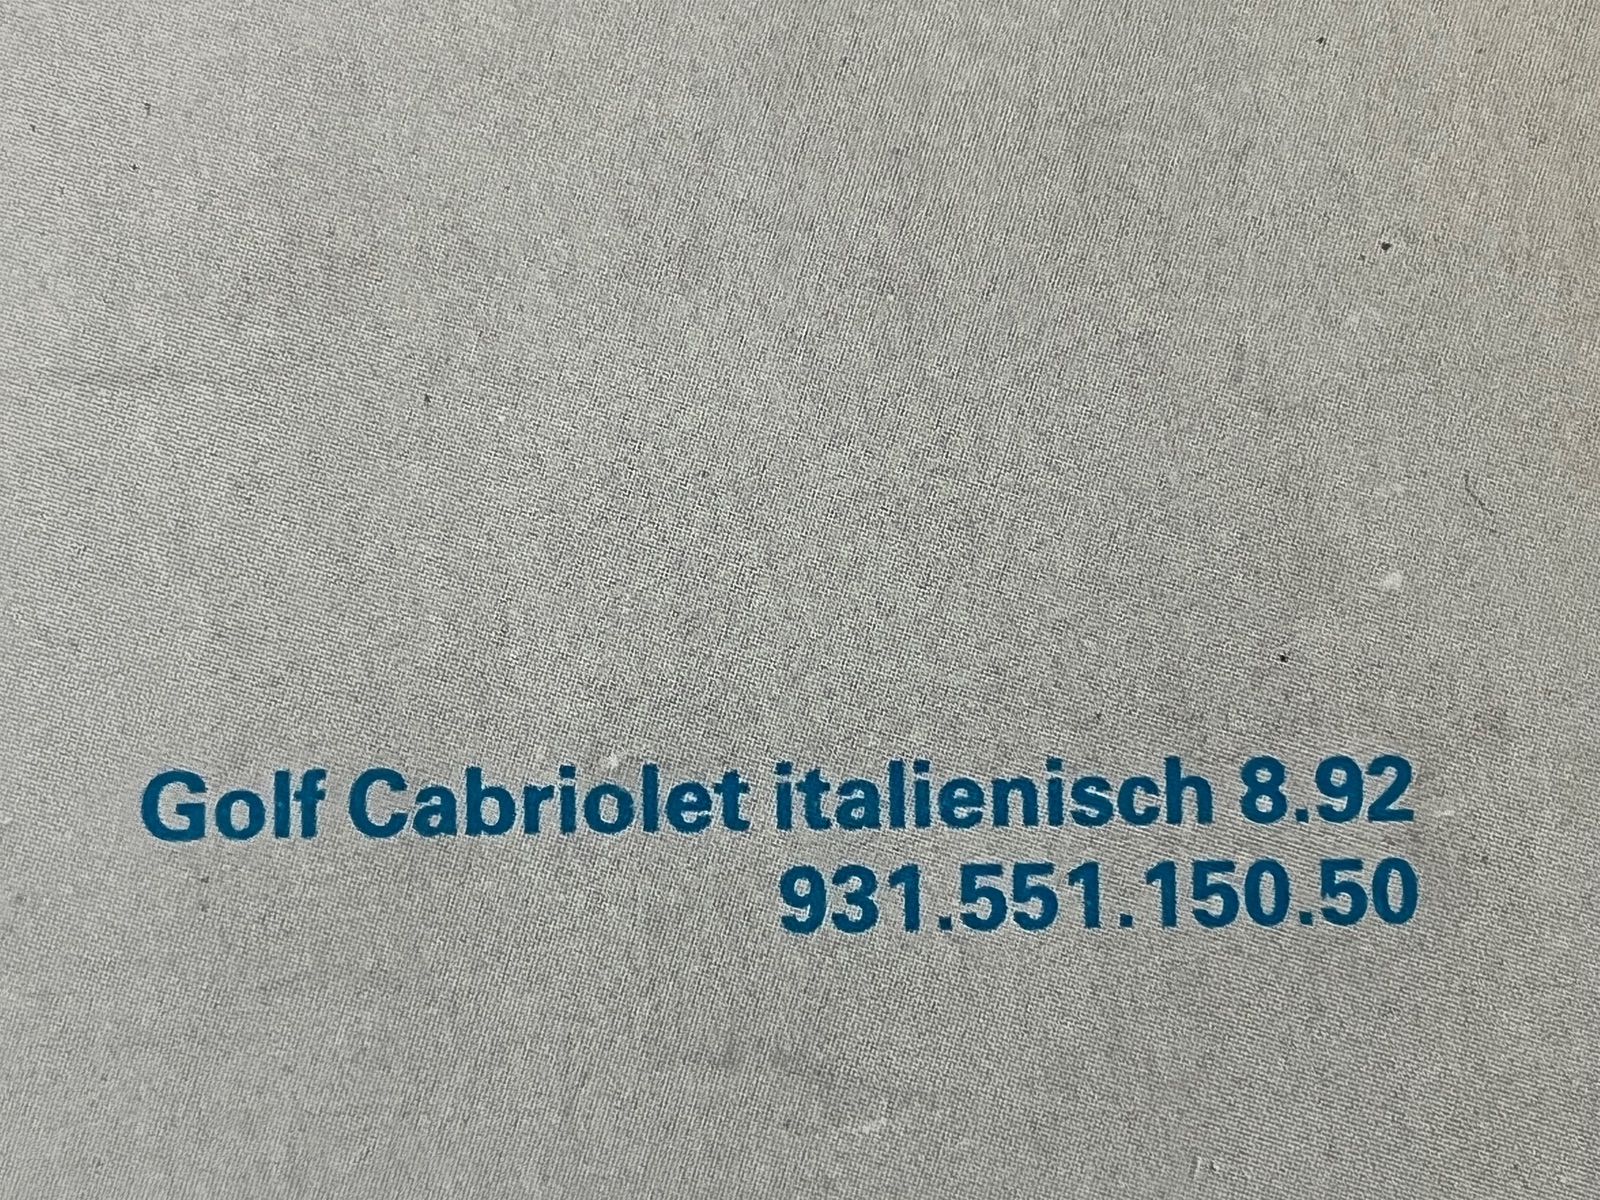 Golf Cabriolet italienisch 8.92
931.551.150.50